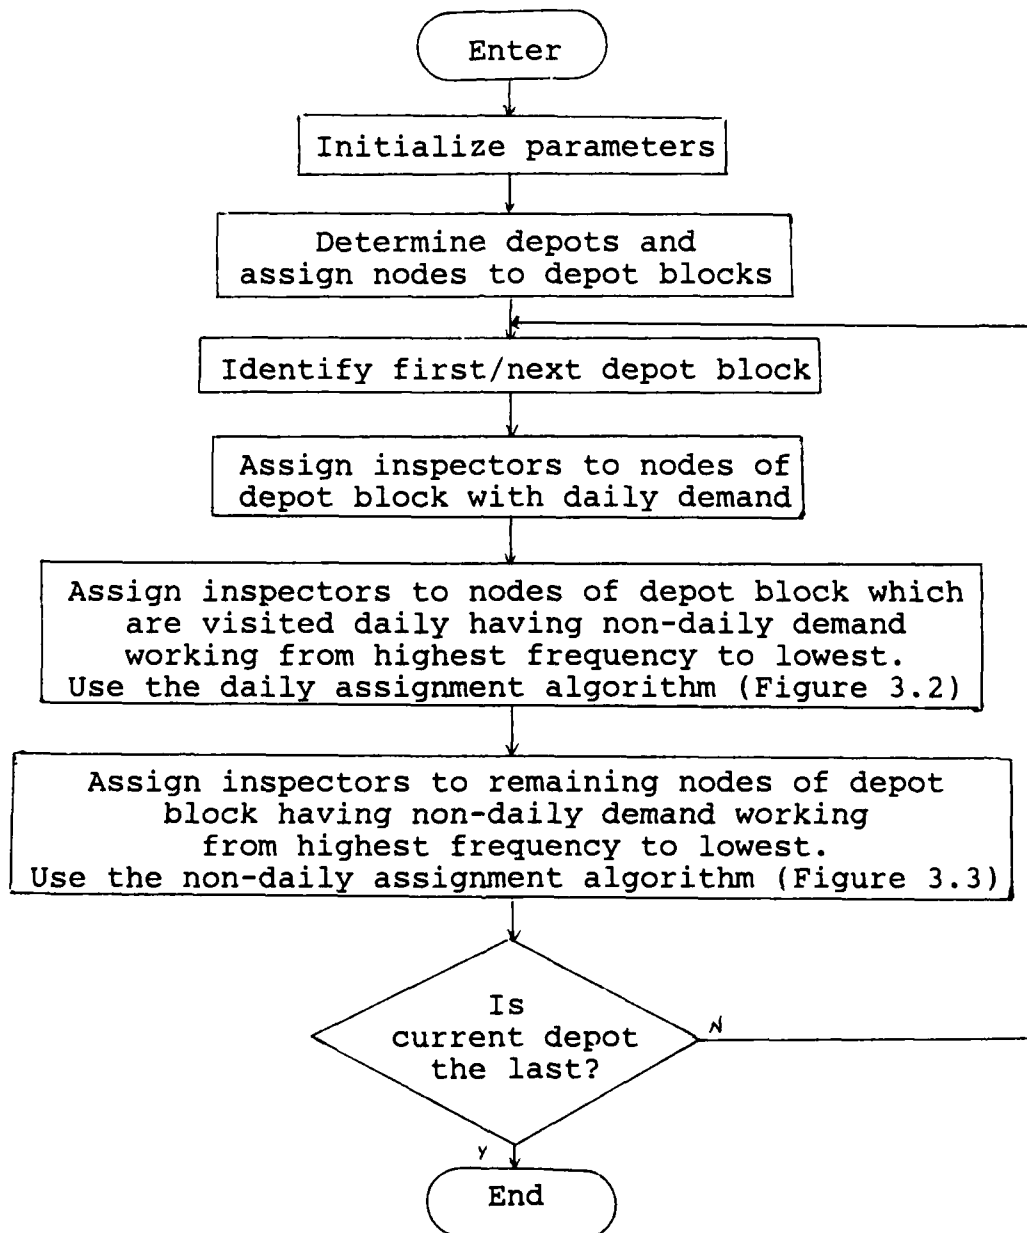 Enter
Initialize parameters
Determine depots and
assign nodes to depot blocks
Identify first/next depot block
Assign inspectors to nodes of
depot block with daily demand
Assign inspectors to nodes of depot block which
are visited daily having non-daily demand
working from highest frequency to lowest.
Use the daily assignment algorithm (Figure 3.2)
Assign inspectors to remaining nodes of depot
block having non-daily demand working
from highest frequency to lowest.
Use the non-daily assignment algorithm (Figure 3.3)
Is
current depot
the last?
N
Y
End